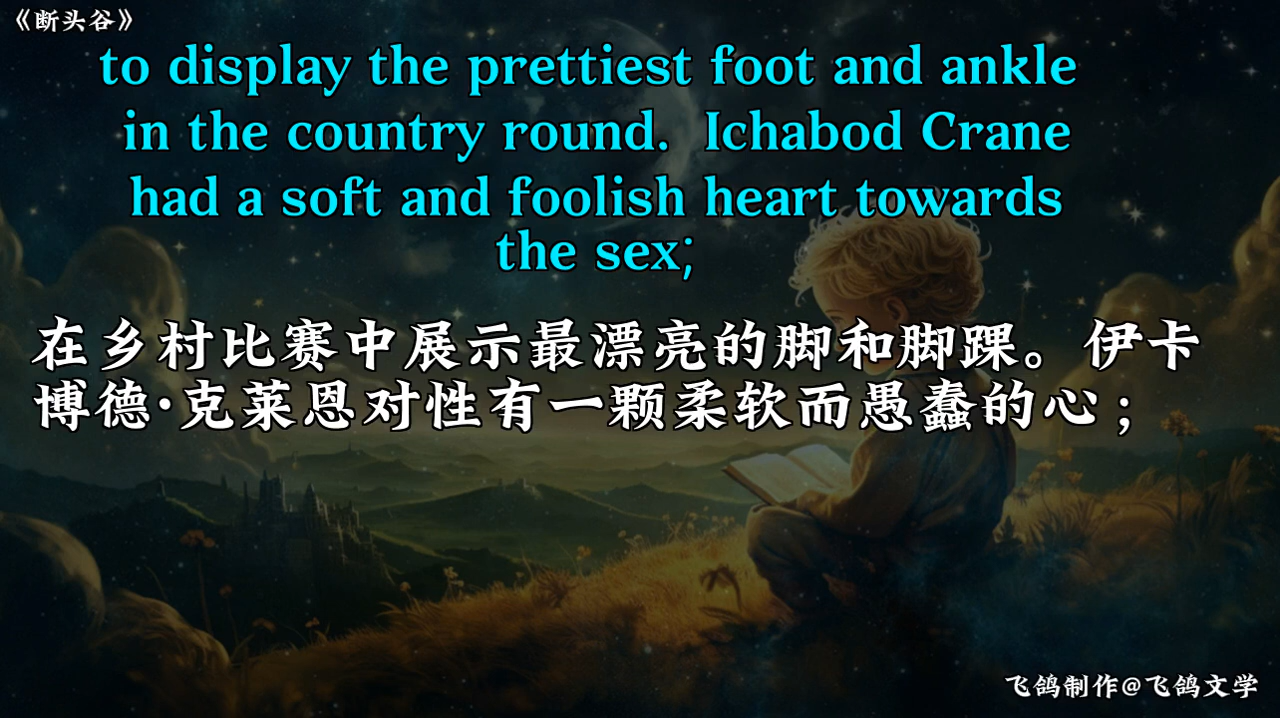 《断头谷》
to display the prettiest foot and ankle
in the country round.  Ichabod Crane
had a soft and foolish heart towards
the sex;
在乡村比赛中展示最漂亮的脚和脚踝。伊卡
博德·克莱恩对性有一颗柔软而愚蠢的心；
飞鸽制作@飞鸽文学